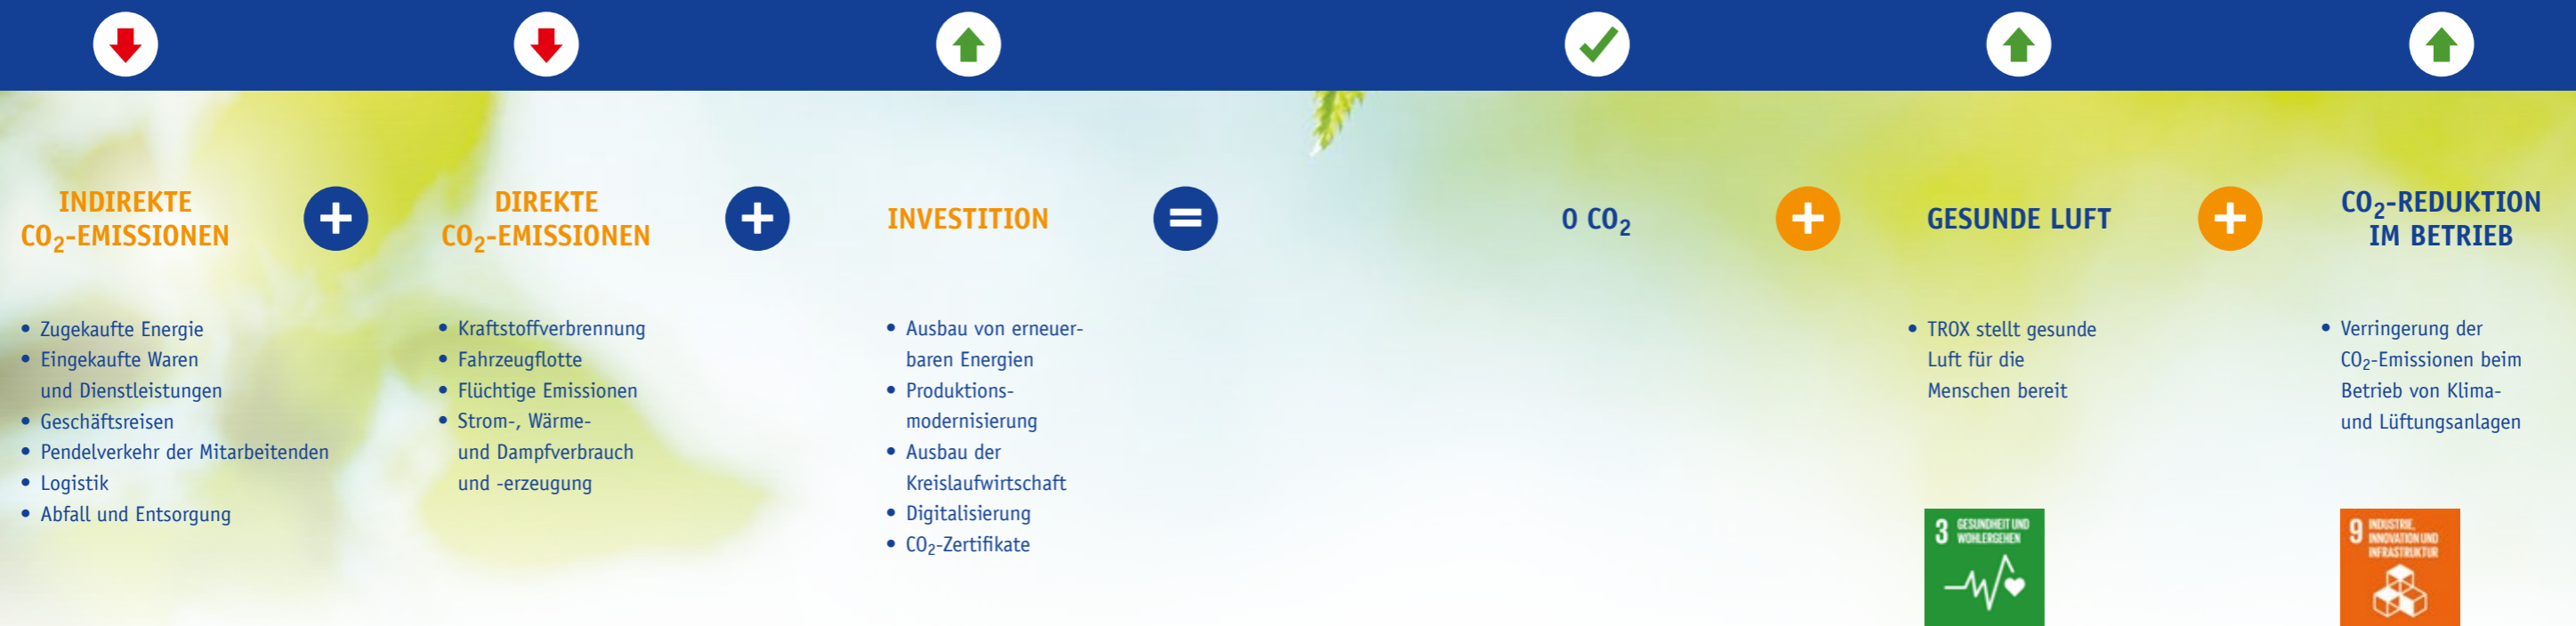 INDIREKTE
CO₂-EMISSIONEN
+
DIREKTE
CO₂-EMISSIONEN
+
INVESTITION
=
0 CO₂
+
GESUNDE LUFT
+
CO₂-REDUKTION
IM BETRIEB
• Zugekaufte Energie
• Eingekaufte Waren
und Dienstleistungen
• Geschäftsreisen
• Pendelverkehr der Mitarbeitenden
• Logistik
• Abfall und Entsorgung
• Kraftstoffverbrennung
• Fahrzeugflotte
• Flüchtige Emissionen
• Strom-, Wärme-
und Dampfverbrauch
und -erzeugung
• Ausbau von erneuer-
baren Energien
• Produktions-
modernisierung
• Ausbau der
Kreislaufwirtschaft
• Digitalisierung
• CO₂-Zertifikate
• TROX stellt gesunde
Luft für die
Menschen bereit
3 GESUNDHEIT UND
WOHLERGEHEN
• Verringerung der
CO₂-Emissionen beim
Betrieb von Klima-
und Lüftungsanlagen
9 INDUSTRIE,
INNOVATION UND
INFRASTRUKTUR